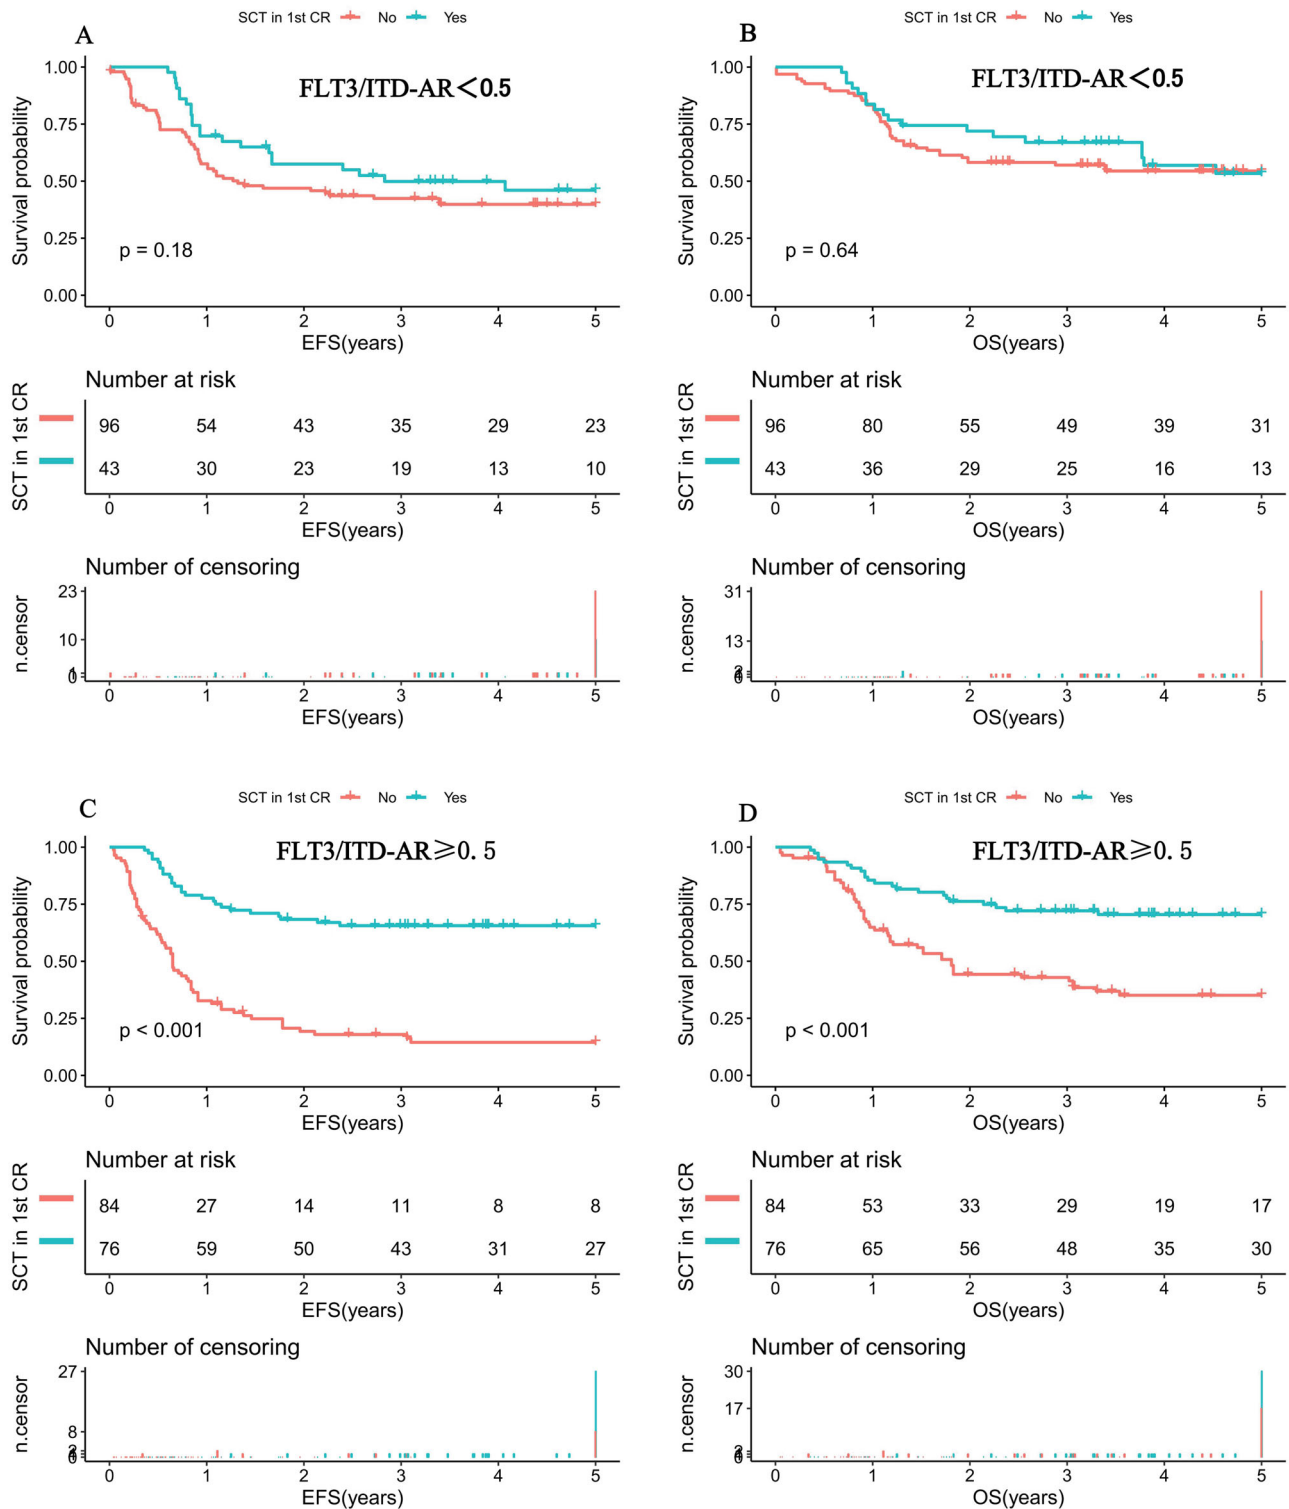 SCT in 1st CR No Yes
A
FLT3/ITD-AR<0.5
Survival probability
1.00
0.75
0.50
0.25
0.00
p = 0.18
0 1 2 3 4 5
EFS(years)
Number at risk
SCT in 1st CR
96 54 43 35 29 23
43 30 23 19 13 10
0 1 2 3 4 5
EFS(years)
Number of censoring
n.censor
23
10
1
0
0 1 2 3 4 5
EFS(years)
SCT in 1st CR No Yes
B
FLT3/ITD-AR<0.5
Survival probability
1.00
0.75
0.50
0.25
0.00
p = 0.64
0 1 2 3 4 5
OS(years)
Number at risk
SCT in 1st CR
96 80 55 49 39 31
43 36 29 25 16 13
0 1 2 3 4 5
OS(years)
Number of censoring
n.censor
31
13
2
1
0
0 1 2 3 4 5
OS(years)
SCT in 1st CR No Yes
C
FLT3/ITD-AR≥0.5
Survival probability
1.00
0.75
0.50
0.25
0.00
p < 0.001
0 1 2 3 4 5
EFS(years)
Number at risk
SCT in 1st CR
84 27 14 11 8 8
76 59 50 43 31 27
0 1 2 3 4 5
EFS(years)
Number of censoring
n.censor
27
8
2
1
0
0 1 2 3 4 5
EFS(years)
SCT in 1st CR No Yes
D
FLT3/ITD-AR≥0.5
Survival probability
1.00
0.75
0.50
0.25
0.00
p < 0.001
0 1 2 3 4 5
OS(years)
Number at risk
SCT in 1st CR
84 53 33 29 19 17
76 65 56 48 35 30
0 1 2 3 4 5
OS(years)
Number of censoring
n.censor
30
17
2
1
0
0 1 2 3 4 5
OS(years)